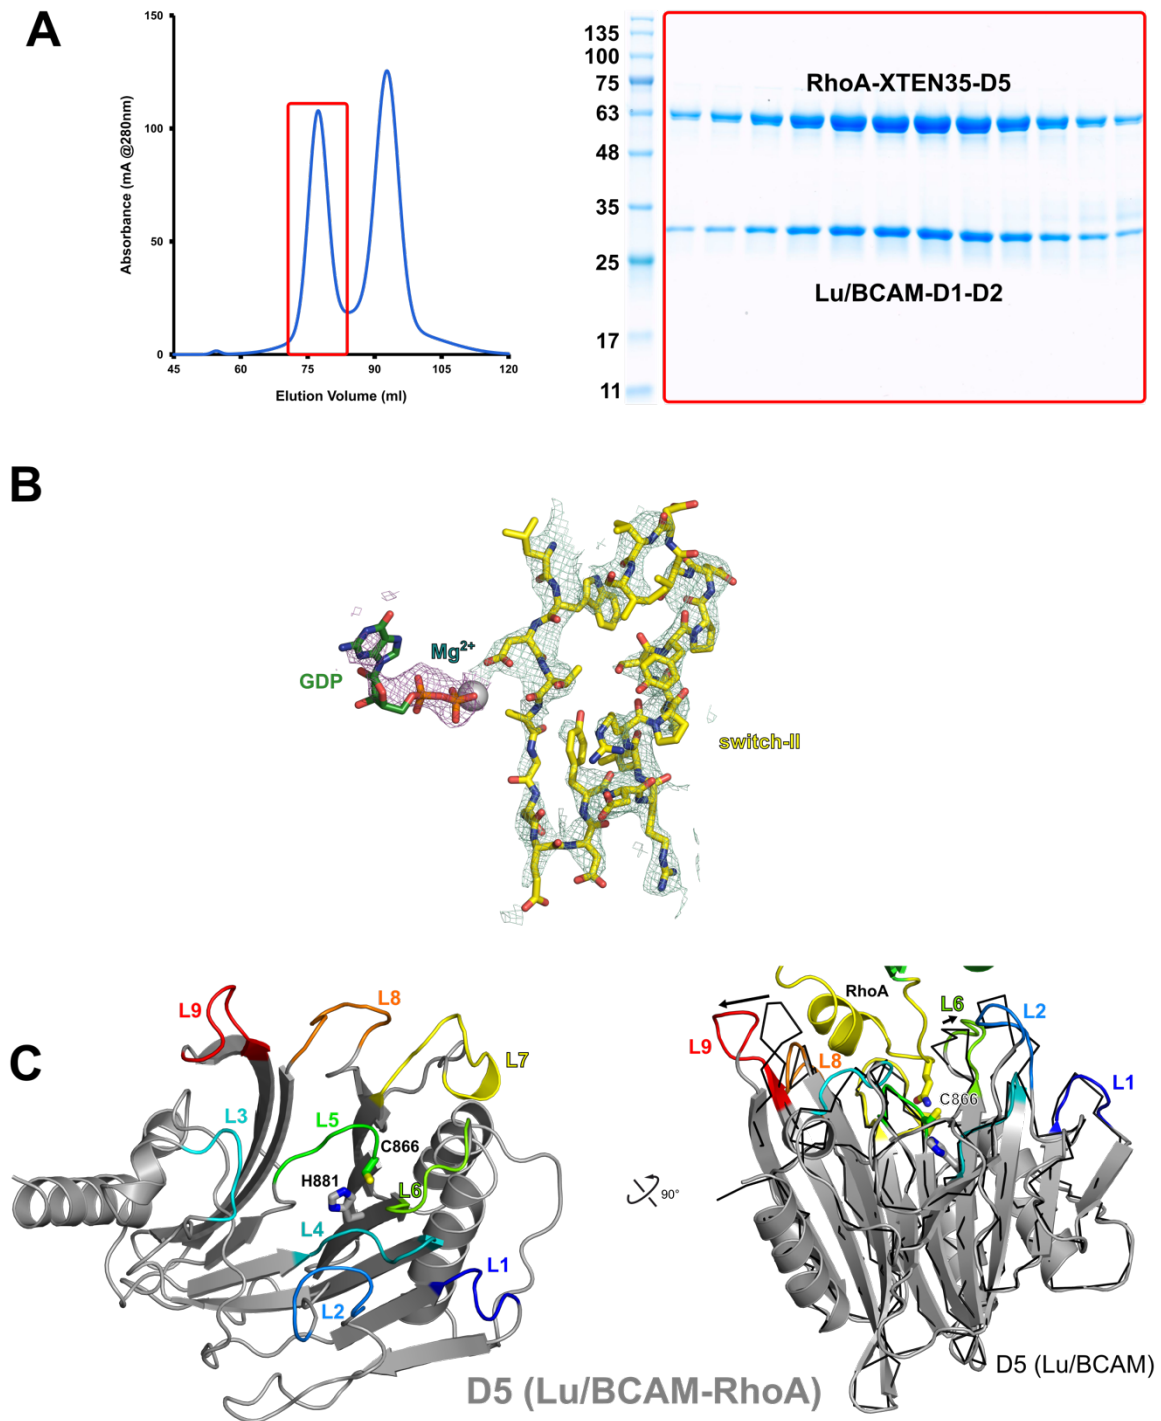 A
150
100
50
0
Absorbance (mA @280nm)
45 60 75 90 105 120
Elution Volume (ml)
135
100
75
63
48
35
25
17
11
RhoA-XTEN35-D5
Lu/BCAM-D1-D2
B
Mg2+
GDP
switch-II
C
L9
L8
L7
L3
L5
C866
H881
L6
L4
L1
L2
90°
RhoA
L6
L2
L9
L8
C866
L1
D5 (Lu/BCAM)
D5 (Lu/BCAM-RhoA)